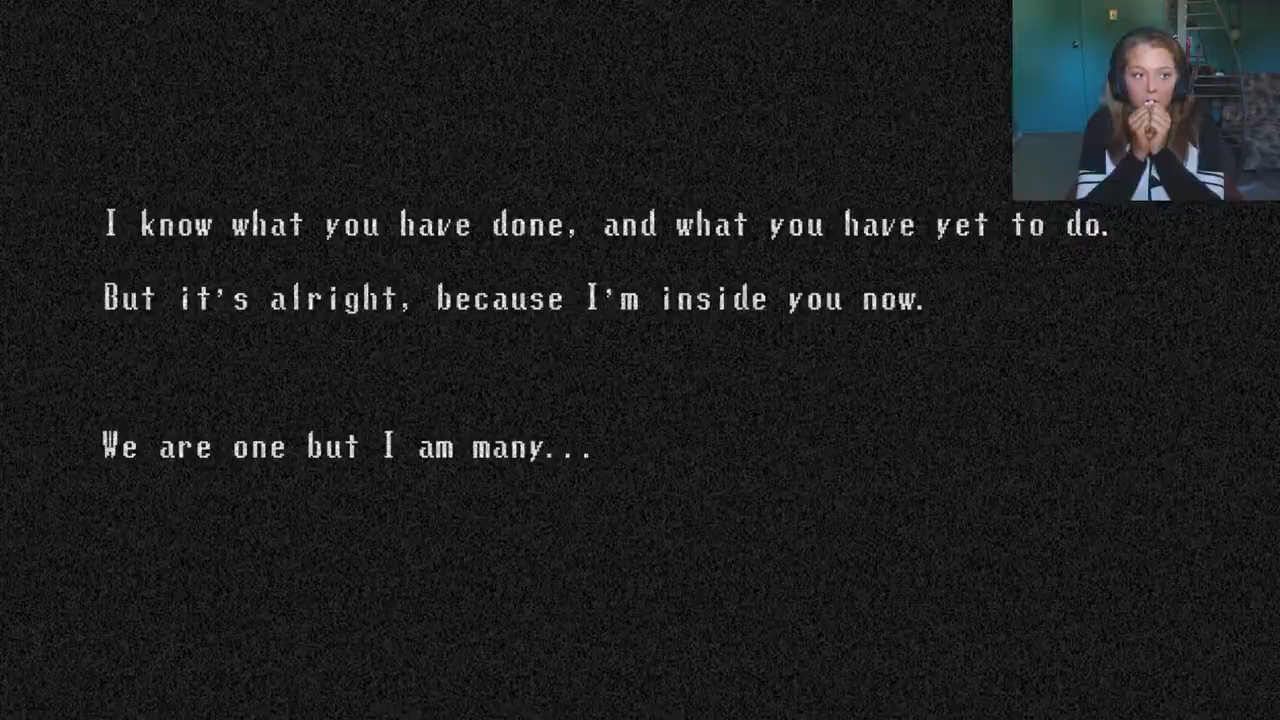 I know what you have done, and what you have yet to do.
But it's alright, because I'm inside you now.
We are one but I am many...